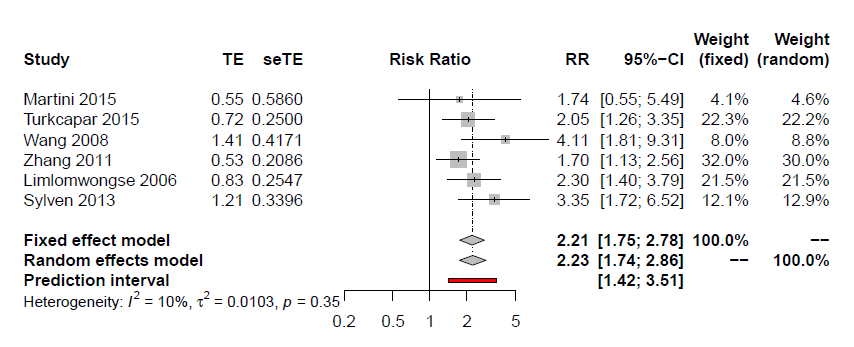 Weight Weight
Study TE seTE Risk Ratio RR 95%−CI (fixed) (random)
Martini 2015 0.55 0.5860 1.74 [0.55; 5.49] 4.1% 4.6%
Turkcapar 2015 0.72 0.2500 2.05 [1.26; 3.35] 22.3% 22.2%
Wang 2008 1.41 0.4171 4.11 [1.81; 9.31] 8.0% 8.8%
Zhang 2011 0.53 0.2086 1.70 [1.13; 2.56] 32.0% 30.0%
Limlomwongse 2006 0.83 0.2547 2.30 [1.40; 3.79] 21.5% 21.5%
Sylven 2013 1.21 0.3396 3.35 [1.72; 6.52] 12.1% 12.9%
Fixed effect model 2.21 [1.75; 2.78] 100.0% −−
Random effects model 2.23 [1.74; 2.86] −− 100.0%
Prediction interval [1.42; 3.51]
Heterogeneity: I² = 10%, τ² = 0.0103, p = 0.35
0.2 0.5 1 2 5